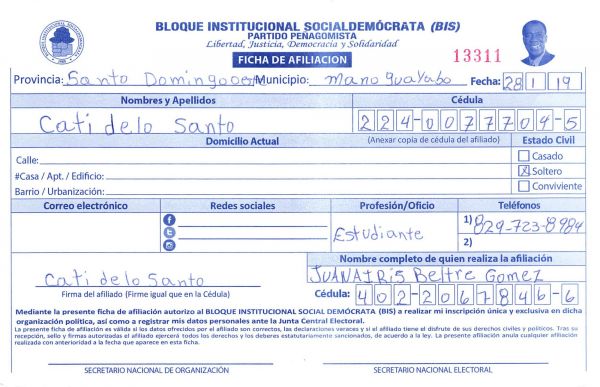 BLOQUE INSTITUCIONAL SOCIALDEMÓCRATA (BIS)
PARTIDO PEÑAGOMISTA
Libertad, Justicia, Democracia y Solidaridad
FICHA DE AFILIACION
13311
Provincia: Santo Domingo oeste Municipio: Manoguayabo Fecha: 28 1 19
Nombres y Apellidos Cédula
Cati delo Santo 224-0077704-5
Domicilio Actual (Anexar copia de cédula del afiliado) Estado Civil
Calle: Casado
#Casa / Apt. / Edificio: X Soltero
Barrio / Urbanización: Conviviente
Correo electrónico Redes sociales Profesión/Oficio Teléfonos
Estudiante 1) 829-723-8984
2)
Nombre completo de quien realiza la afiliación
Cati delo Santo JUANAIRIS Beltre Gomez
Firma del afiliado (Firme igual que en la Cédula) Cédula: 402-2067846-6
Mediante la presente ficha de afiliación autorizo al BLOQUE INSTITUCIONAL SOCIAL DEMÓCRATA (BIS) a realizar mi inscripción única y exclusiva en dicha
organización política, así como a registrar mis datos personales ante la Junta Central Electoral.
La presente ficha de afiliación es válida si los datos ofrecidos por el afiliado son correctos, las declaraciones veraces y si el afiliado tiene el disfrute de sus derechos civiles y políticos. Tras su
recepción, sello y firmas autorizadas el afiliado ejercerá todos los derechos y los deberes estatutariamente sancionados, de acuerdo a la ley. La presente afiliación anula cualquier afiliación
realizada con anterioridad a la fecha que aparece en esta ficha.
SECRETARIO NACIONAL DE ORGANIZACIÓN SECRETARIO NACIONAL ELECTORAL